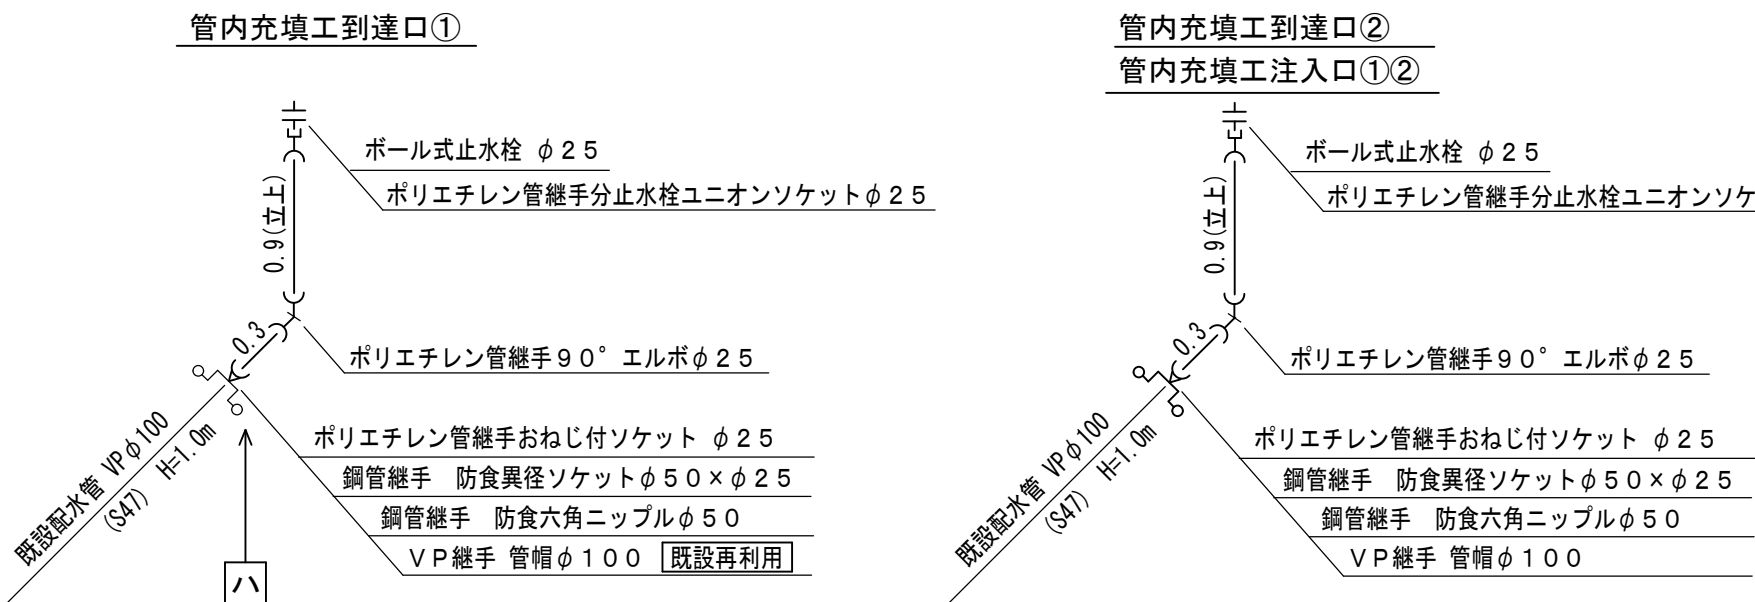 管内充填工到達口①
ボール式止水栓 φ25
ポリエチレン管継手分止水栓ユニオンソケットφ25
0.9(立上)
0.3
ポリエチレン管継手90°エルボφ25
既設配水管 VPφ100
(S47) H=1.0m
ポリエチレン管継手おねじ付ソケット φ25
鋼管継手 防食異径ソケットφ50×φ25
鋼管継手 防食六角ニップルφ50
VP継手 管帽φ100 既設再利用
ハ
管内充填工到達口②
管内充填工注入口①②
ボール式止水栓 φ25
ポリエチレン管継手分止水栓ユニオンソケ
0.9(立上)
0.3
ポリエチレン管継手90°エルボφ25
既設配水管 VPφ100
(S47) H=1.0m
ポリエチレン管継手おねじ付ソケット φ25
鋼管継手 防食異径ソケットφ50×φ25
鋼管継手 防食六角ニップルφ50
VP継手 管帽φ100